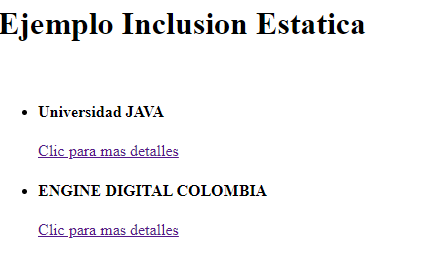 Ejemplo Inclusion Estatica
Universidad JAVA
Clic para mas detalles
ENGINE DIGITAL COLOMBIA
Clic para mas detalles